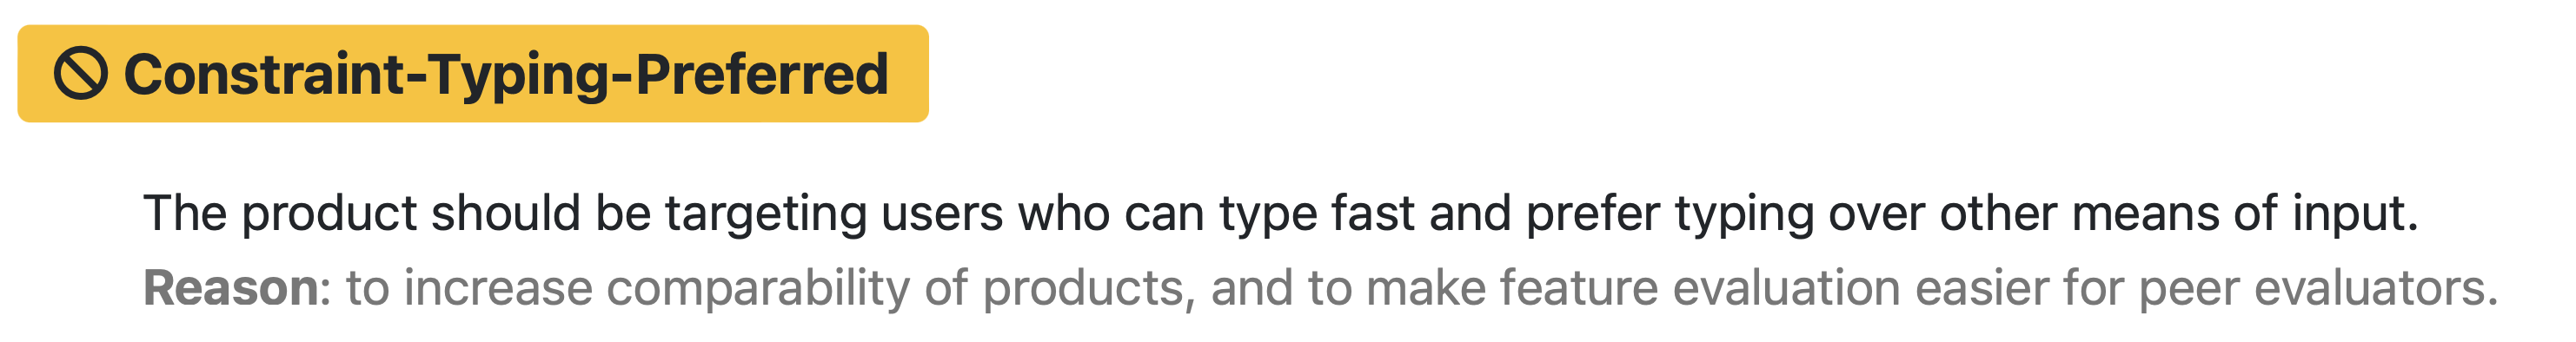 Constraint-Typing-Preferred
The product should be targeting users who can type fast and prefer typing over other means of input.
Reason: to increase comparability of products, and to make feature evaluation easier for peer evaluators.